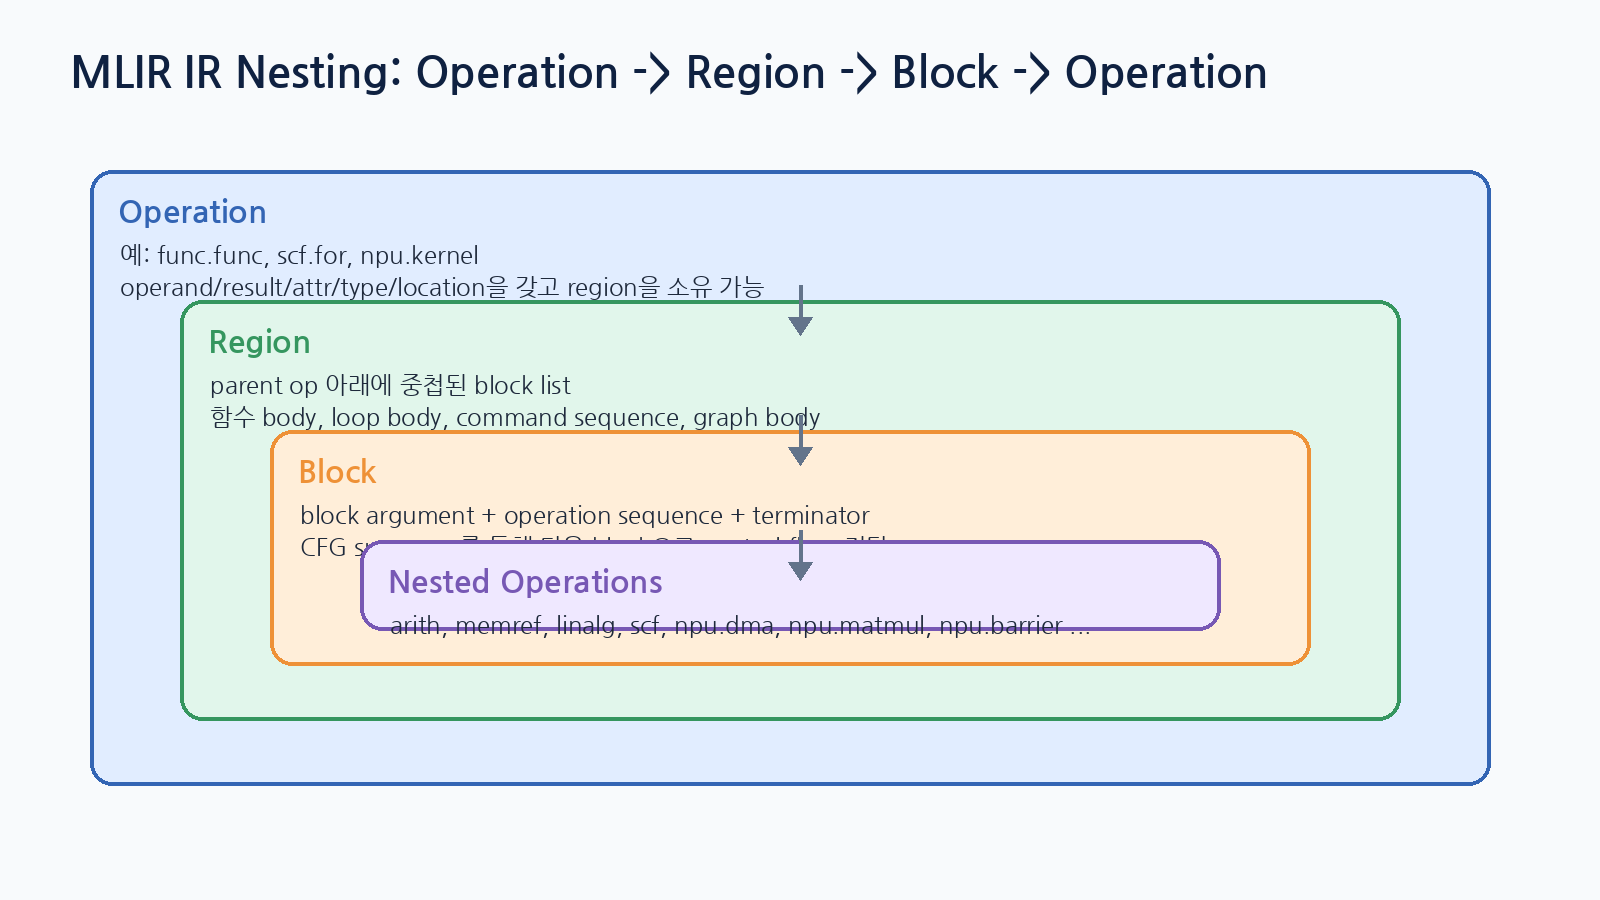 MLIR IR Nesting: Operation -> Region -> Block -> Operation
Operation
예: func.func, scf.for, npu.kernel
operand/result/attr/type/location을 갖고 region을 소유 가능
Region
parent op 아래에 중첩된 block list
함수 body, loop body, command sequence, graph body
Block
block argument + operation sequence + terminator
CFG
Nested Operations
arith, memref, linalg, scf, npu.dma, npu.matmul, npu.barrier ...